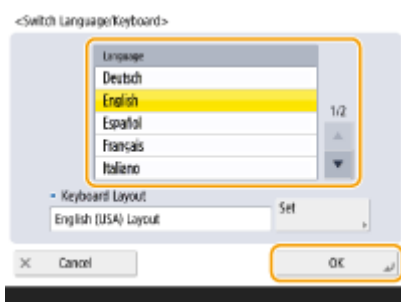 <Switch Language/Keyboard>
Language
Deutsch
English
Español
Français
Italiano
1/2
Keyboard Layout
English (USA) Layout
Set
× Cancel
OK